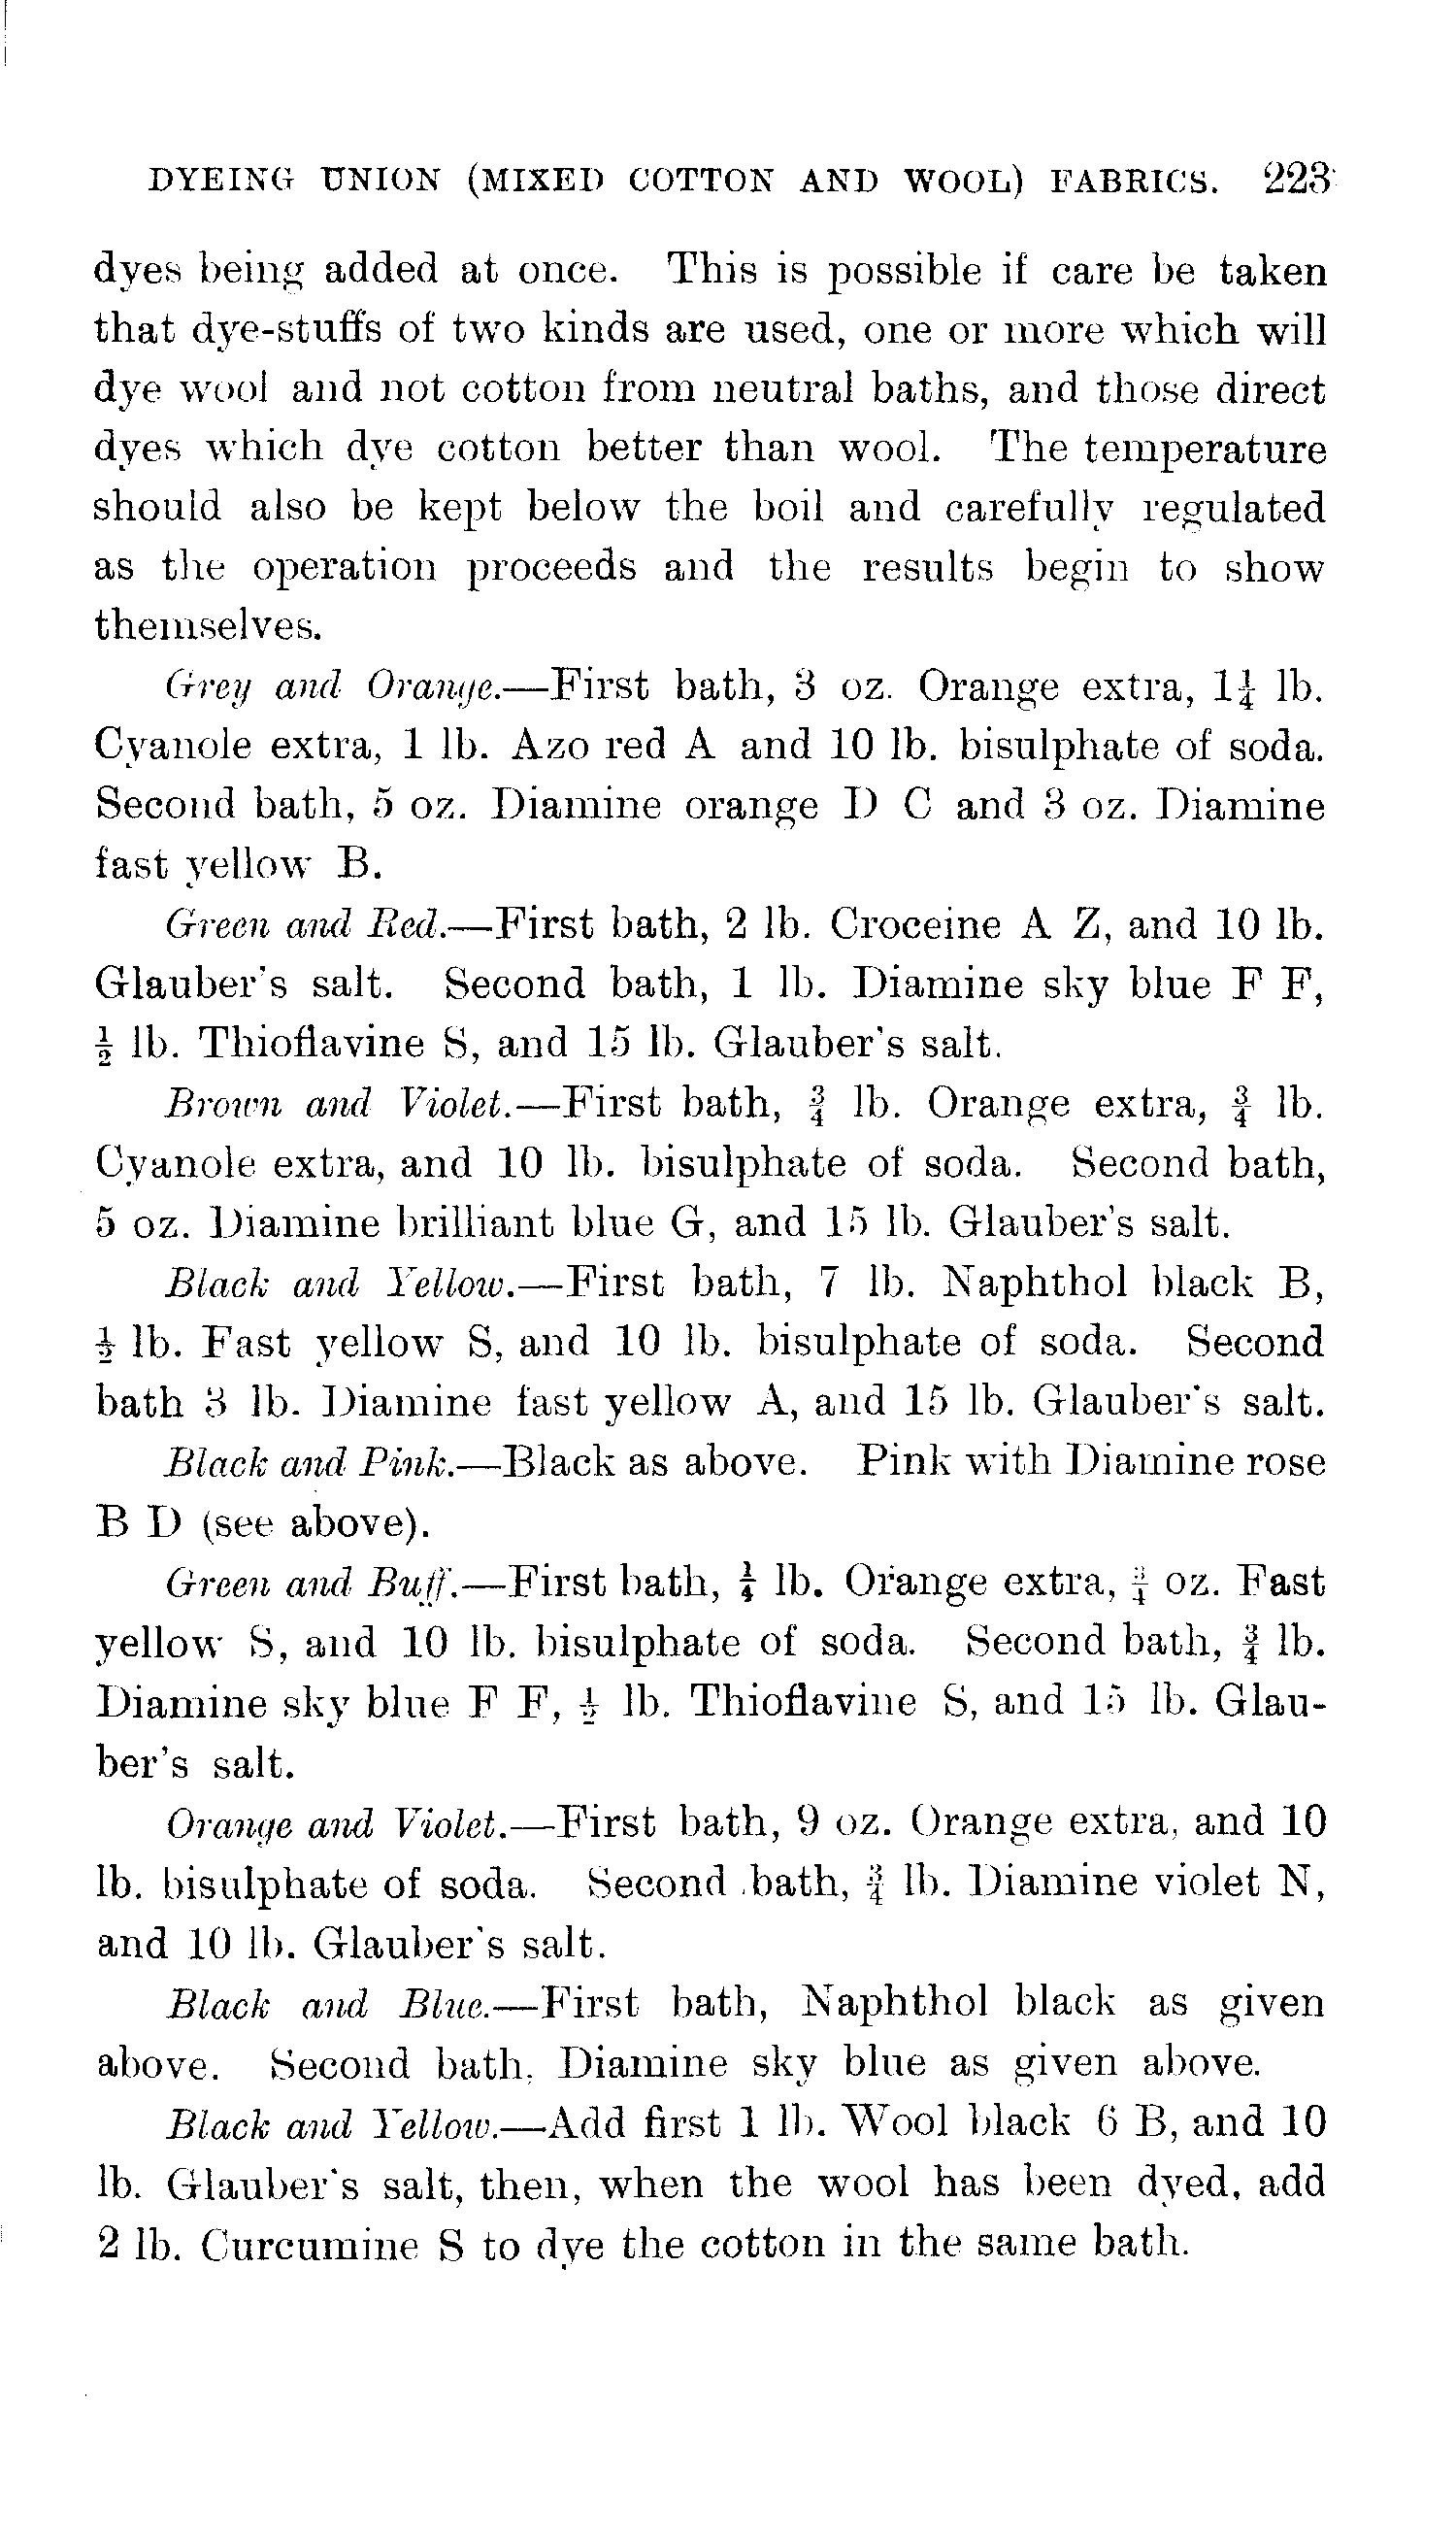 DYEING UNION (MIXED COTTON AND WOOL) FABRICS. 223
dyes being added at once. This is possible if care be taken
that dye-stuffs of two kinds are used, one or more which will
dye wool and not cotton from neutral baths, and those direct
dyes which dye cotton better than wool. The temperature
should also be kept below the boil and carefully regulated
as the operation proceeds and the results begin to show
themselves.
Grey and Orange.—First bath, 3 oz. Orange extra, 1¼ lb.
Cyanole extra, 1 lb. Azo red A and 10 lb. bisulphate of soda.
Second bath, 5 oz. Diamine orange D C and 3 oz. Diamine
fast yellow B.
Green and Red.—First bath, 2 lb. Croceine A Z, and 10 lb.
Glauber's salt. Second bath, 1 lb. Diamine sky blue F F,
½ lb. Thioflavine S, and 15 lb. Glauber's salt.
Brown and Violet.—First bath, ¾ lb. Orange extra, ¾ lb.
Cyanole extra, and 10 lb. bisulphate of soda. Second bath,
5 oz. Diamine brilliant blue G, and 15 lb. Glauber's salt.
Black and Yellow.—First bath, 7 lb. Naphthol black B,
½ lb. Fast yellow S, and 10 lb. bisulphate of soda. Second
bath 3 lb. Diamine fast yellow A, and 15 lb. Glauber's salt.
Black and Pink.—Black as above. Pink with Diamine rose
B D (see above).
Green and Buff.—First bath, ¼ lb. Orange extra, ¾ oz. Fast
yellow S, and 10 lb. bisulphate of soda. Second bath, ¾ lb.
Diamine sky blue F F, ½ lb. Thioflavine S, and 15 lb. Glau-
ber's salt.
Orange and Violet.—First bath, 9 oz. Orange extra, and 10
lb. bisulphate of soda. Second bath, ¾ lb. Diamine violet N,
and 10 lb. Glauber's salt.
Black and Blue.—First bath, Naphthol black as given
above. Second bath, Diamine sky blue as given above.
Black and Yellow.—Add first 1 lb. Wool black 6 B, and 10
lb. Glauber's salt, then, when the wool has been dyed, add
2 lb. Curcumine S to dye the cotton in the same bath.